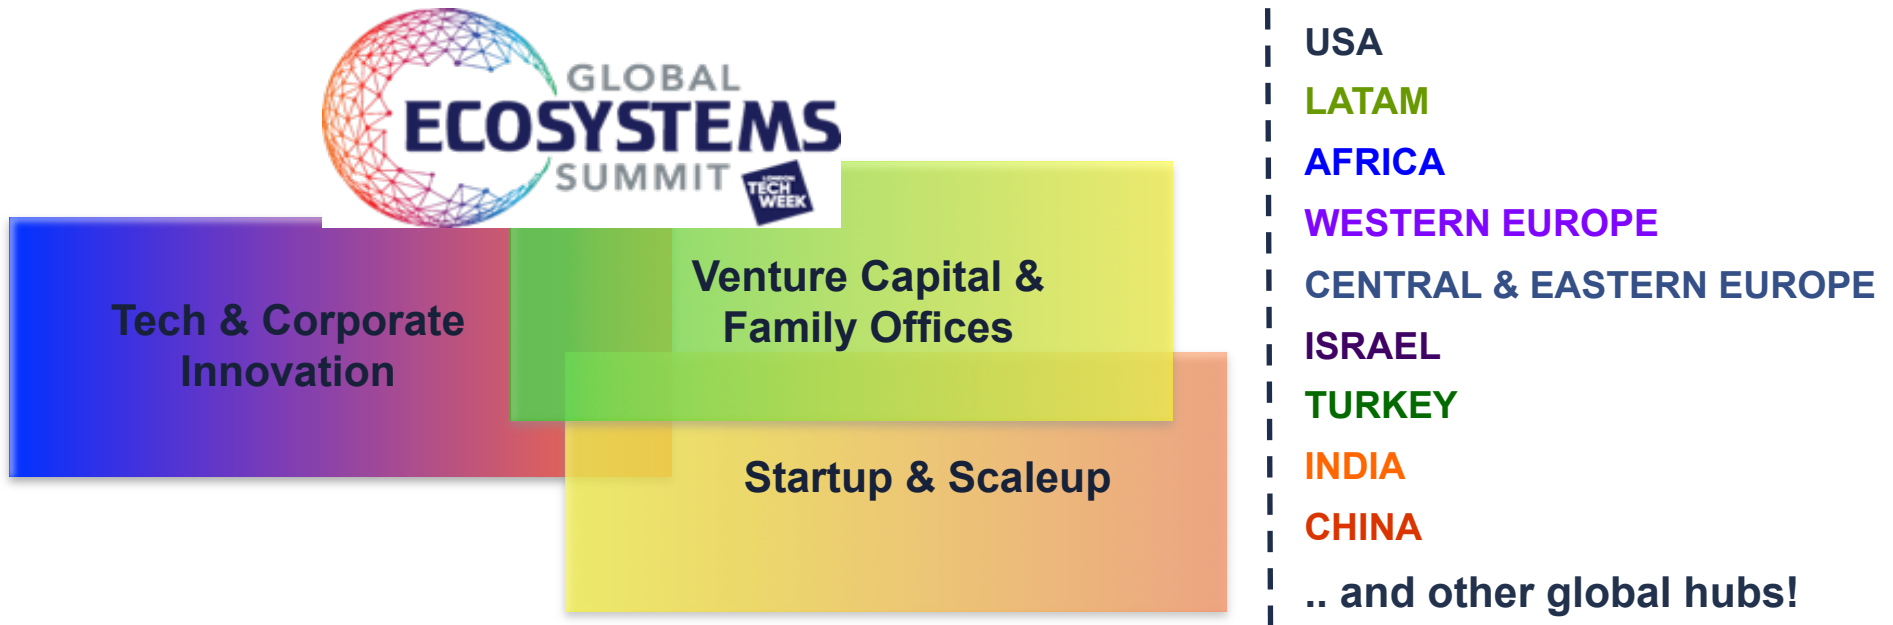 GLOBAL
ECOSYSTEMS
SUMMIT
LONDON
TECH
WEEK
Tech & Corporate
Innovation
Venture Capital &
Family Offices
Startup & Scaleup
USA
LATAM
AFRICA
WESTERN EUROPE
CENTRAL & EASTERN EUROPE
ISRAEL
TURKEY
INDIA
CHINA
.. and other global hubs!